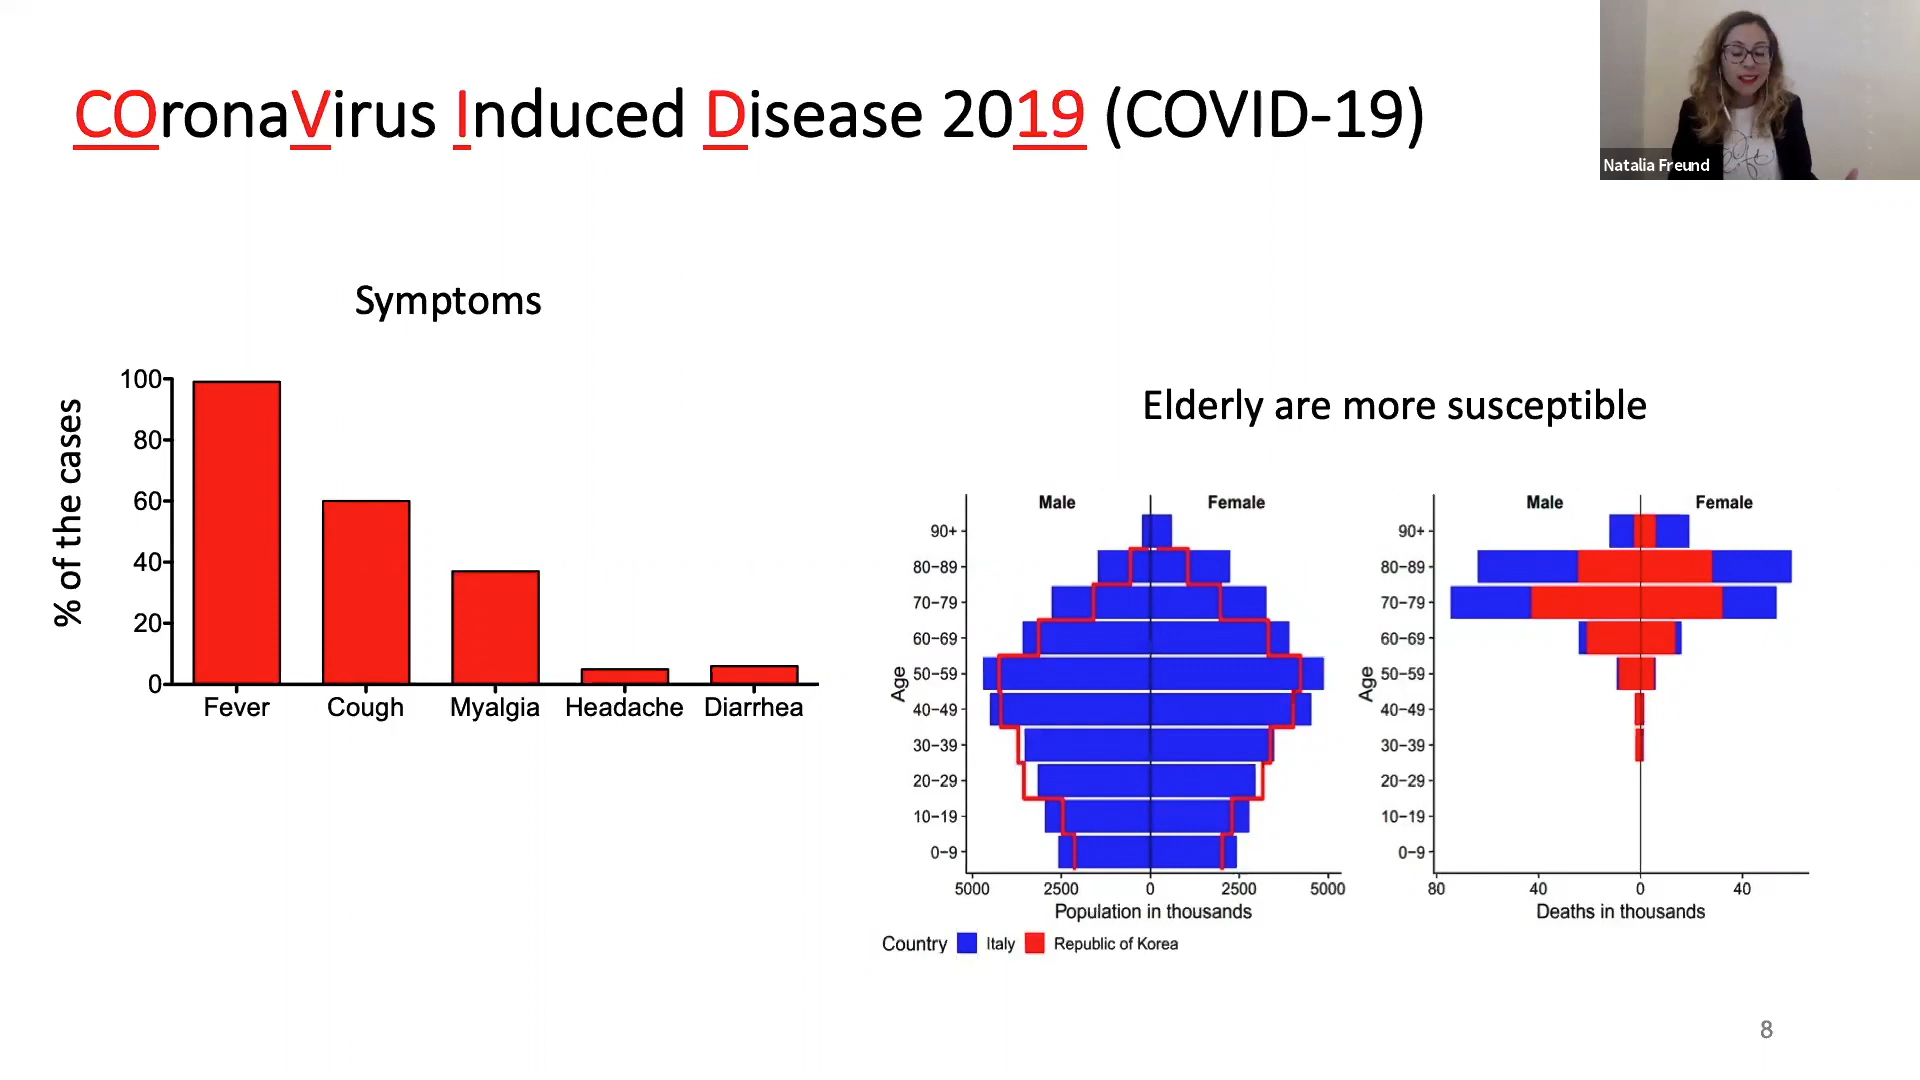 COronaVirus Induced Disease 2019 (COVID-19)
Natalia Freund
Symptoms
% of the cases
100
80
60
40
20
0
Fever Cough Myalgia Headache Diarrhea
Elderly are more susceptible
Male Female
Age
90+
80−89
70−79
60−69
50−59
40−49
30−39
20−29
10−19
0−9
5000 2500 0 2500 5000
Population in thousands
Country Italy Republic of Korea
Male Female
Age
90+
80−89
70−79
60−69
50−59
40−49
30−39
20−29
10−19
0−9
80 40 0 40
Deaths in thousands
8